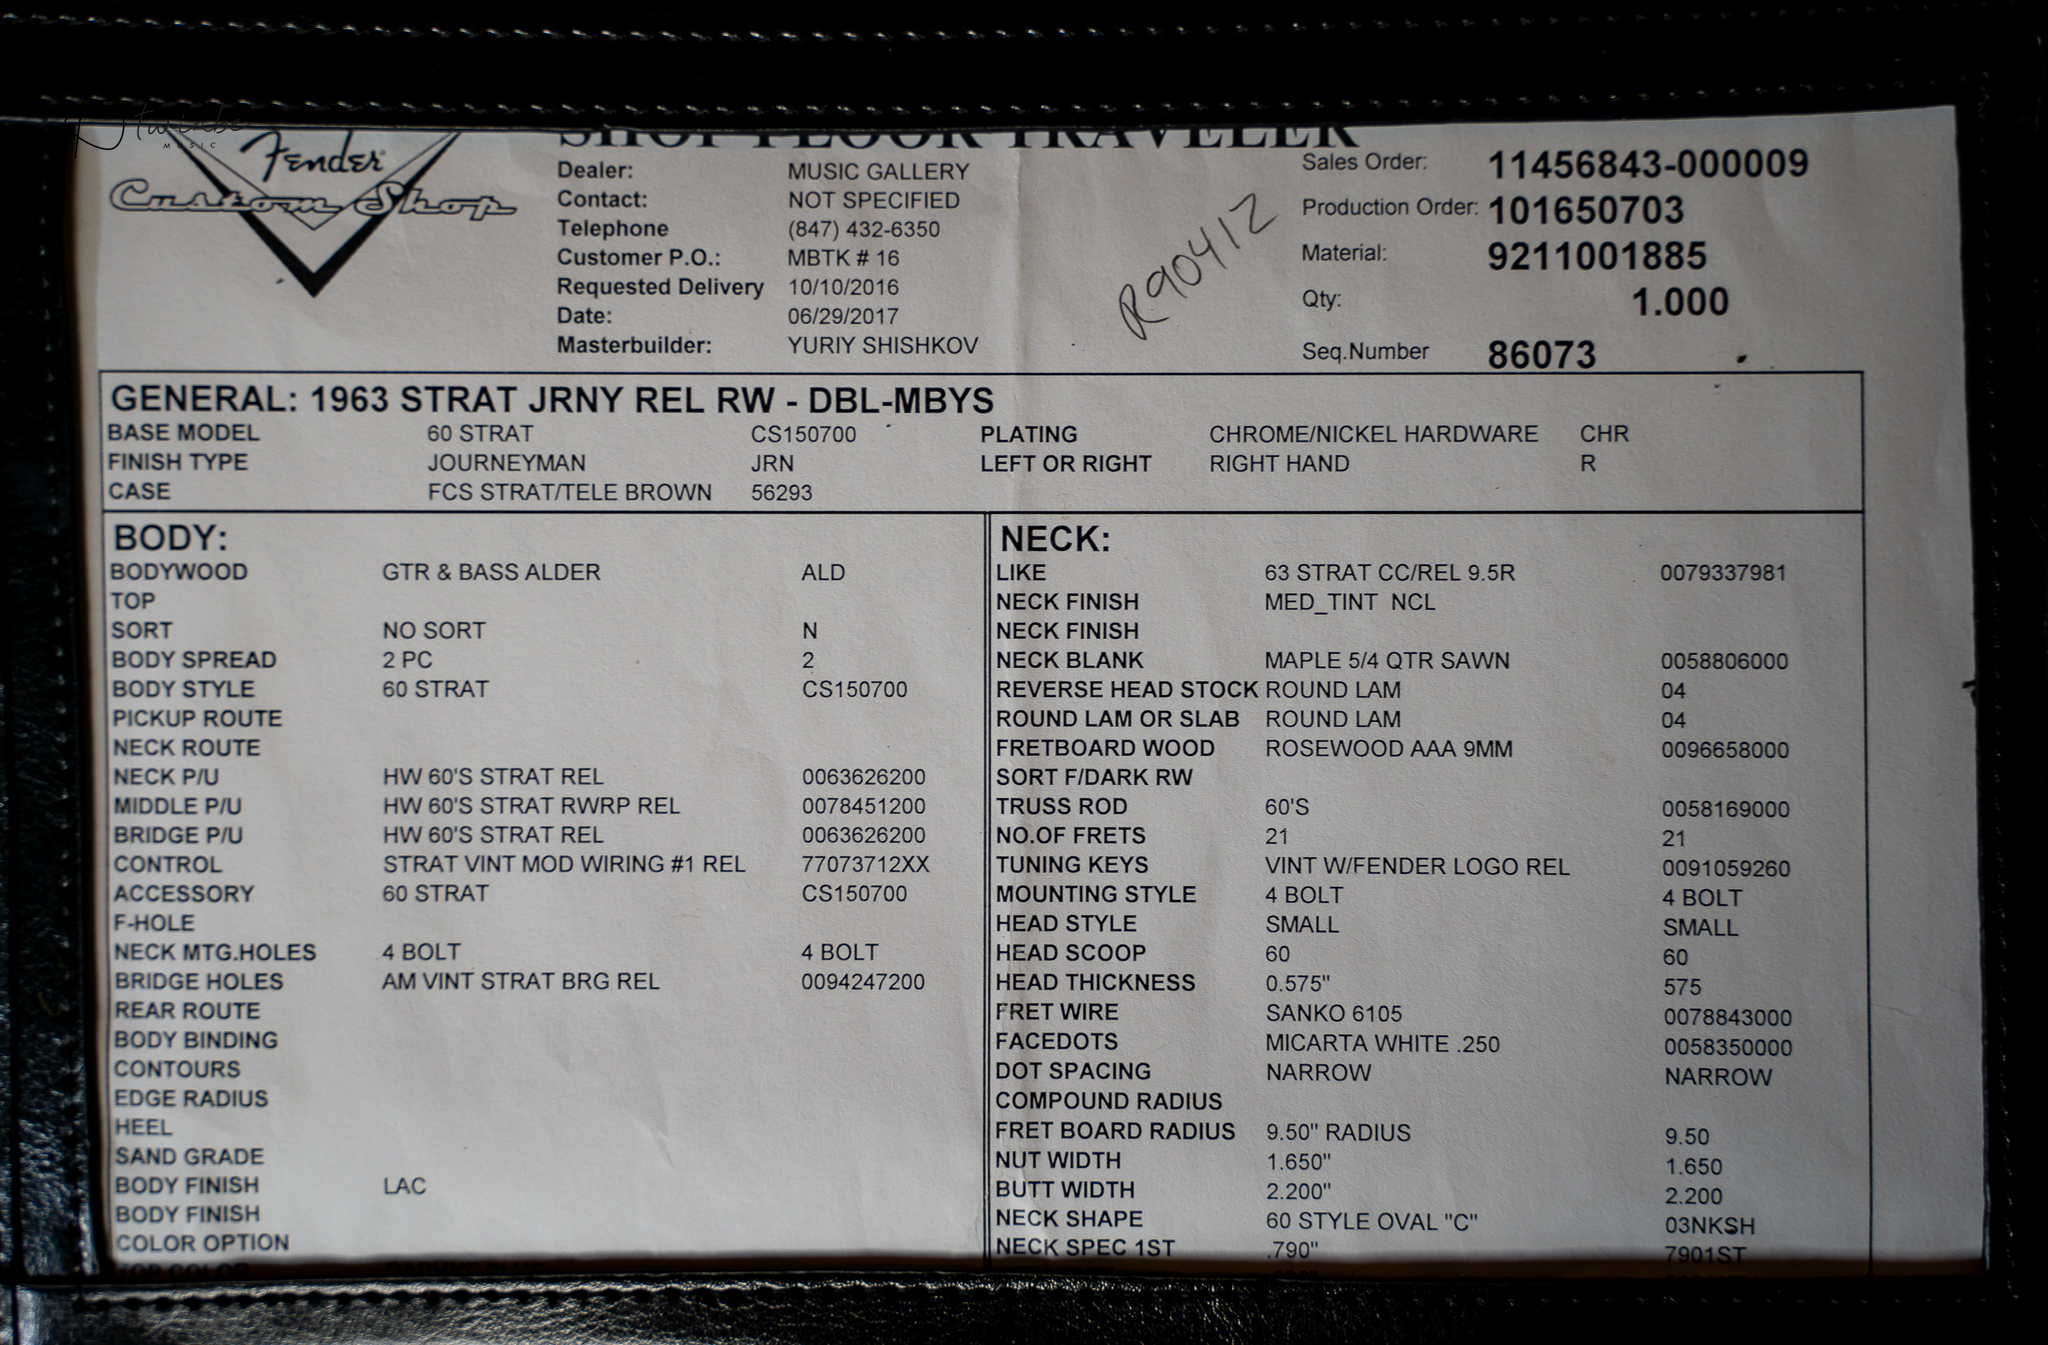 Ntwinbe
MUSIC
Fender
Custom Shop
SHOP FLOOR TRAVELER
Dealer: MUSIC GALLERY
Contact: NOT SPECIFIED
Telephone (847) 432-6350
Customer P.O.: MBTK # 16
Requested Delivery 10/10/2016
Date: 06/29/2017
Masterbuilder: YURIY SHISHKOV
R90412
Sales Order: 11456843-000009
Production Order: 101650703
Material: 9211001885
Qty: 1.000
Seq.Number 86073
GENERAL: 1963 STRAT JRNY REL RW - DBL-MBYS
BASE MODEL 60 STRAT CS150700 PLATING CHROME/NICKEL HARDWARE CHR
FINISH TYPE JOURNEYMAN JRN LEFT OR RIGHT RIGHT HAND R
CASE FCS STRAT/TELE BROWN 56293
BODY:
BODYWOOD GTR & BASS ALDER ALD
TOP
SORT NO SORT N
BODY SPREAD 2 PC 2
BODY STYLE 60 STRAT CS150700
PICKUP ROUTE
NECK ROUTE
NECK P/U HW 60'S STRAT REL 0063626200
MIDDLE P/U HW 60'S STRAT RWRP REL 0078451200
BRIDGE P/U HW 60'S STRAT REL 0063626200
CONTROL STRAT VINT MOD WIRING #1 REL 77073712XX
ACCESSORY 60 STRAT CS150700
F-HOLE
NECK MTG.HOLES 4 BOLT 4 BOLT
BRIDGE HOLES AM VINT STRAT BRG REL 0094247200
REAR ROUTE
BODY BINDING
CONTOURS
EDGE RADIUS
HEEL
SAND GRADE
BODY FINISH LAC
BODY FINISH
COLOR OPTION
TOP COLOR
NECK:
LIKE 63 STRAT CC/REL 9.5R 0079337981
NECK FINISH MED_TINT NCL
NECK FINISH
NECK BLANK MAPLE 5/4 QTR SAWN 0058806000
REVERSE HEAD STOCK ROUND LAM 04
ROUND LAM OR SLAB ROUND LAM 04
FRETBOARD WOOD ROSEWOOD AAA 9MM 0096658000
SORT F/DARK RW
TRUSS ROD 60'S 0058169000
NO.OF FRETS 21 21
TUNING KEYS VINT W/FENDER LOGO REL 0091059260
MOUNTING STYLE 4 BOLT 4 BOLT
HEAD STYLE SMALL SMALL
HEAD SCOOP 60 60
HEAD THICKNESS 0.575" 575
FRET WIRE SANKO 6105 0078843000
FACEDOTS MICARTA WHITE .250 0058350000
DOT SPACING NARROW NARROW
COMPOUND RADIUS
FRET BOARD RADIUS 9.50" RADIUS 9.50
NUT WIDTH 1.650" 1.650
BUTT WIDTH 2.200" 2.200
NECK SHAPE 60 STYLE OVAL "C" 03NKSH
NECK SPEC 1ST .790" 7901ST